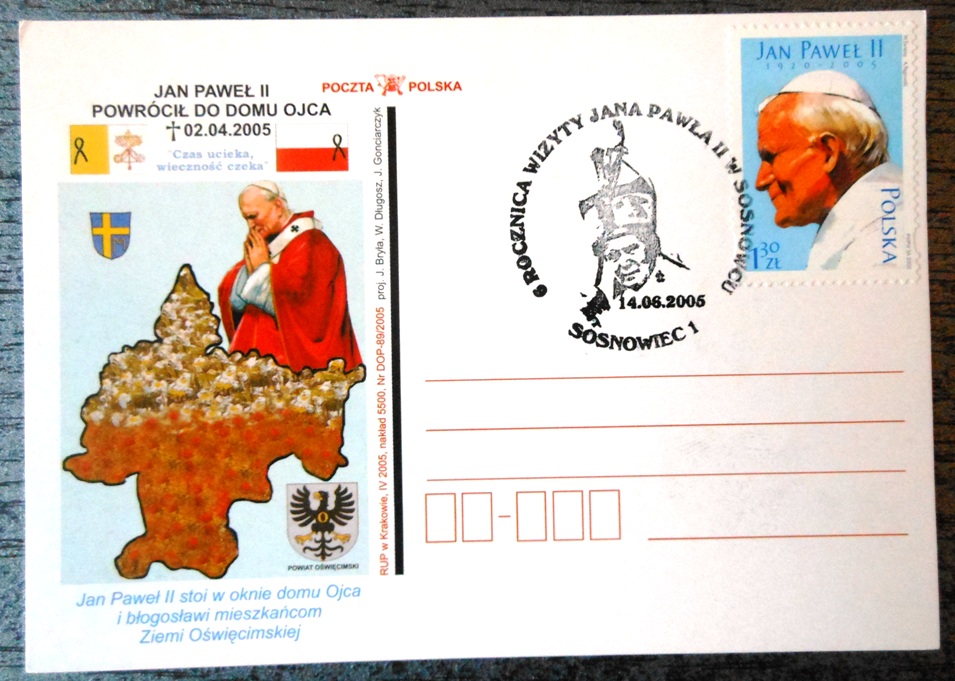 JAN PAWEŁ II
POWRÓCIŁ DO DOMU OJCA
02.04.2005
"Czas ucieka,
wieczność czeka"
POWIAT OŚWIĘCIMSKI
Jan Paweł II stoi w oknie domu Ojca
i błogosławi mieszkańcom
Ziemi Oświęcimskiej
RUP w Krakowie, IV 2005, nakład 5500, Nr DOP-89/2005 proj. J. Bryła, W. Długosz, J. Gonciarczyk
POCZTA POLSKA
6 ROCZNICA WIZYTY JANA PAWŁA II W SOSNOWCU
14.06.2005
SOSNOWIEC 1
JAN PAWEŁ II
1920-2005
POLSKA
1 30
ZŁ